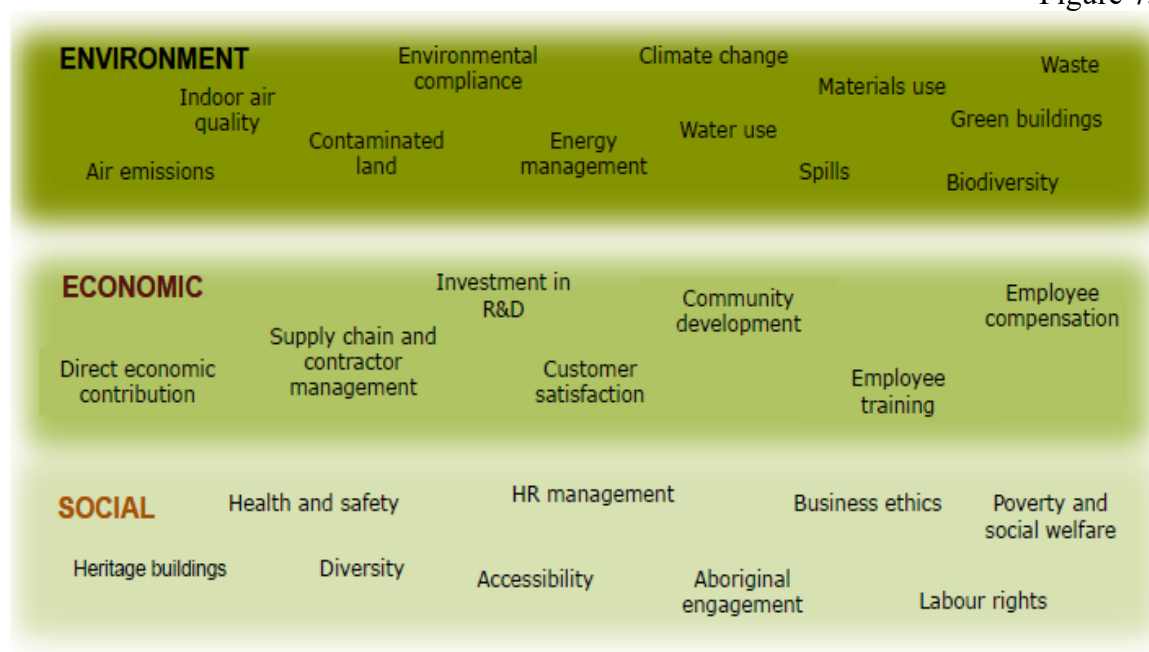 Figure 7
ENVIRONMENT
Environmental
compliance
Climate change
Waste
Materials use
Indoor air
quality
Green buildings
Contaminated
land
Energy
management
Water use
Air emissions
Spills
Biodiversity
ECONOMIC
Investment in
R&D
Community
development
Employee
compensation
Supply chain and
contractor
management
Direct economic
contribution
Customer
satisfaction
Employee
training
SOCIAL
Health and safety
HR management
Business ethics
Poverty and
social welfare
Heritage buildings
Diversity
Accessibility
Aboriginal
engagement
Labour rights